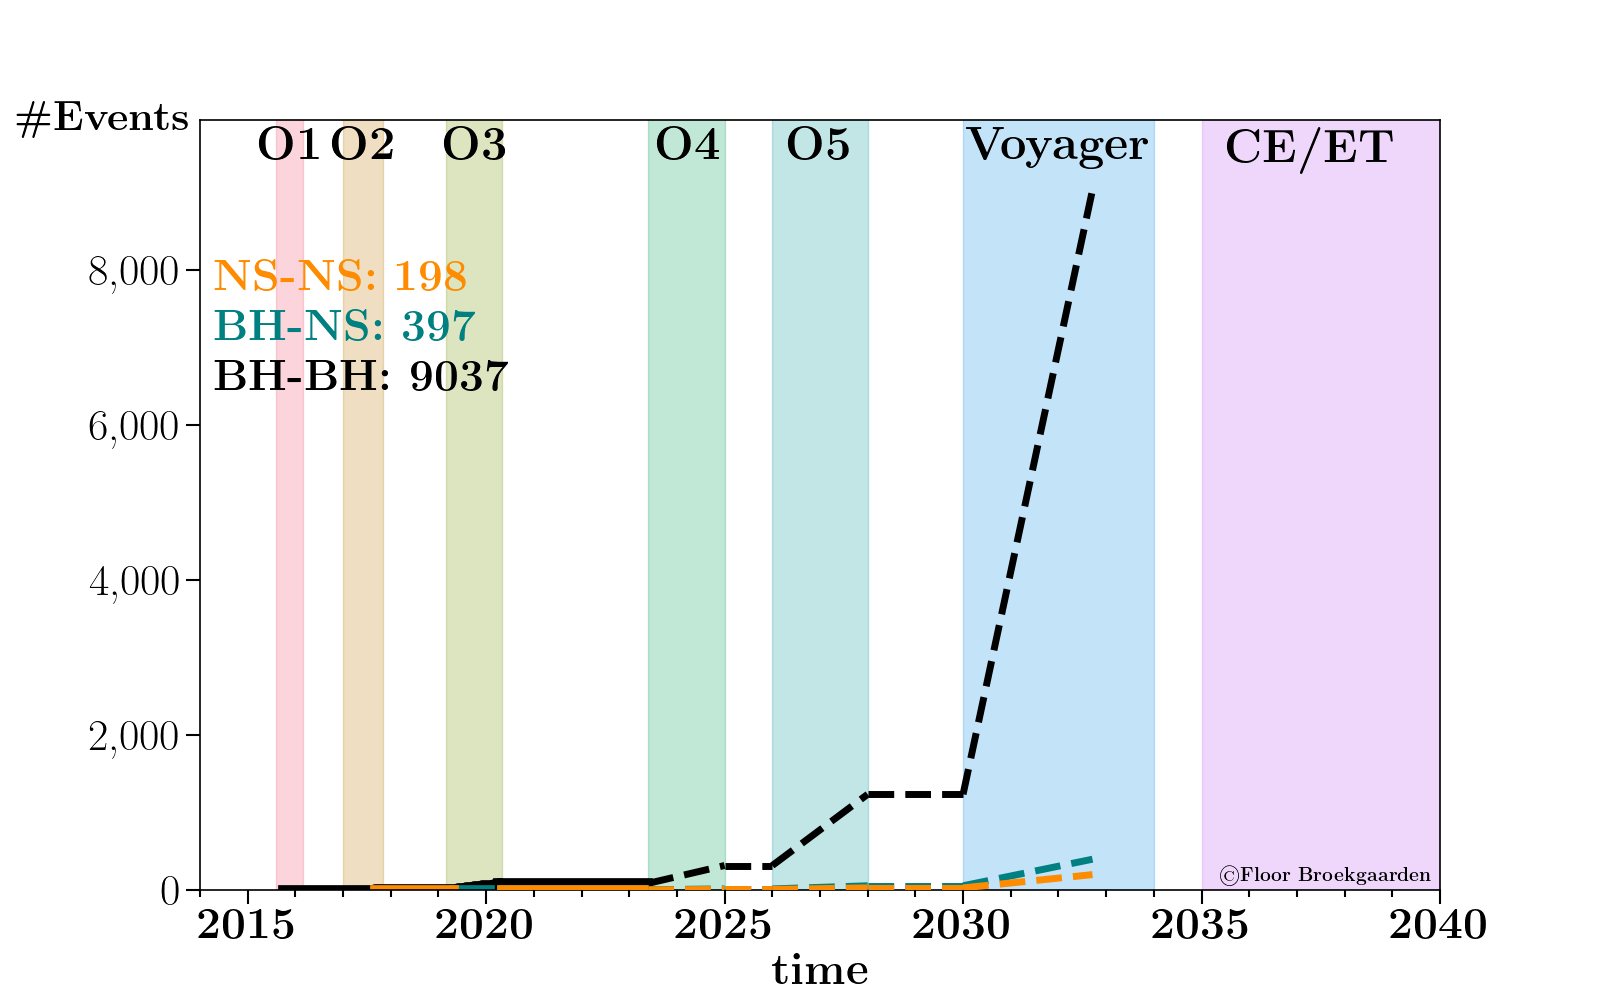 #Events
O1 O2 O3 O4 O5 Voyager CE/ET
8,000
NS-NS: 198
BH-NS: 397
BH-BH: 9037
6,000
4,000
2,000
©Floor Broekgaarden
0
2015 2020 2025 2030 2035 2040
time